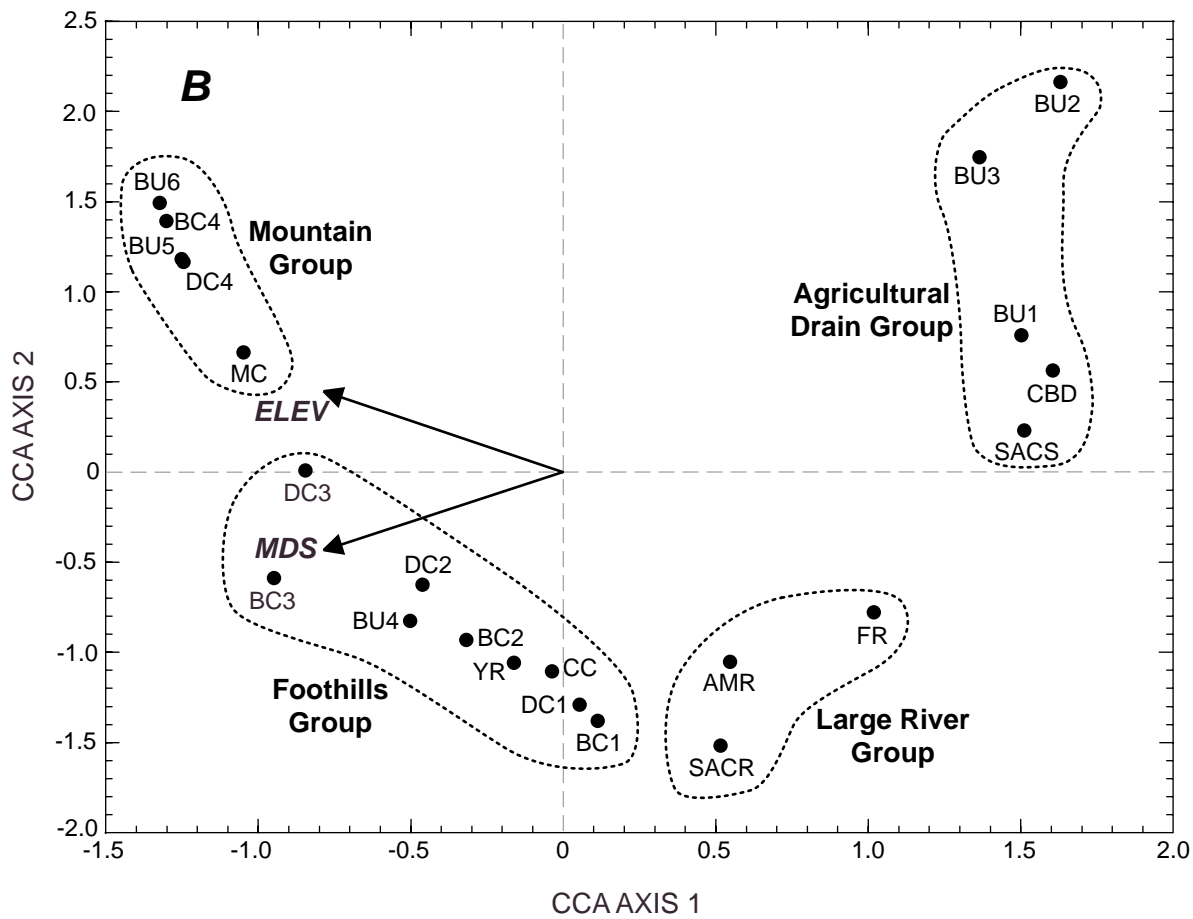 B
2.5
2.0
1.5
1.0
0.5
0
-0.5
-1.0
-1.5
-2.0
CCA AXIS 2
BU6
BC4
BU5
DC4
MC
Mountain
Group
ELEV
BU2
BU3
BU1
CBD
SACS
Agricultural
Drain Group
DC3
MDS
BC3
DC2
BU4
BC2
YR
CC
DC1
BC1
Foothills
Group
FR
AMR
SACR
Large River
Group
-1.5 -1.0 -0.5 0 0.5 1.0 1.5 2.0
CCA AXIS 1